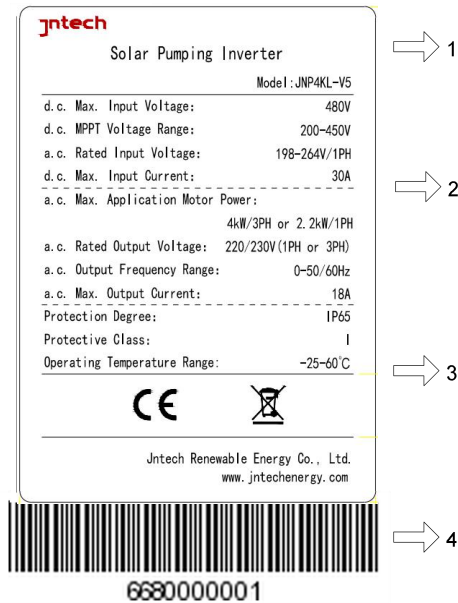 Jntech
Solar Pumping Inverter
Model:JNP4KL-V5
d.c. Max. Input Voltage: 480V
d.c. MPPT Voltage Range: 200-450V
a.c. Rated Input Voltage: 198-264V/1PH
d.c. Max. Input Current: 30A
a.c. Max. Application Motor Power:
4kW/3PH or 2.2kW/1PH
a.c. Rated Output Voltage: 220/230V(1PH or 3PH)
a.c. Output Frequency Range: 0-50/60Hz
a.c. Max. Output Current: 18A
Protection Degree: IP65
Protective Class: I
Operating Temperature Range: -25-60℃
CE
Jntech Renewable Energy Co., Ltd.
www.jntechenergy.com
6680000001
1
2
3
4